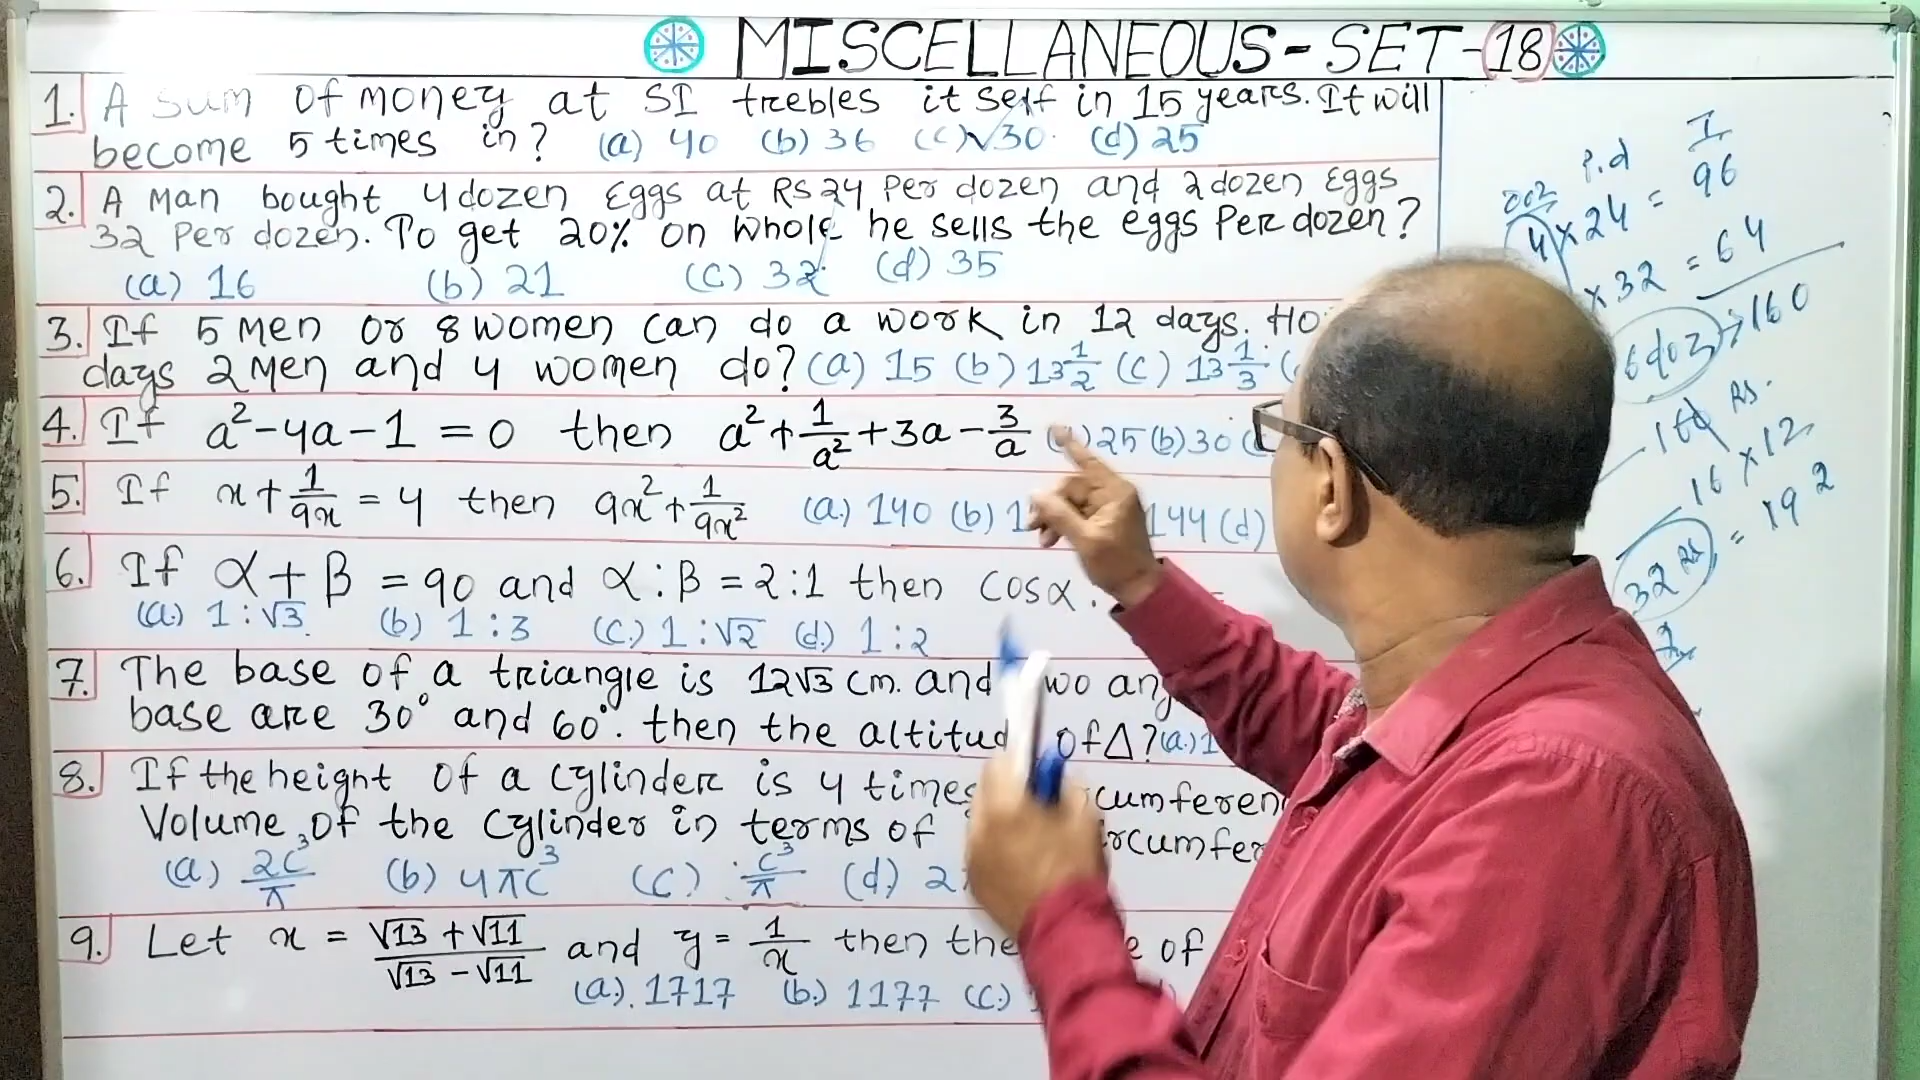 MISCELLANEOUS-SET-18
1. A sum of money at SI trebles it self in 15 years. It will
become 5 times in? (a) 40 (b) 36 (c) √30 (d) 25
2. A Man bought 4 dozen Eggs at RS 24 Per dozen and 2 dozen Eggs
32 Per dozen. To get 20% on whole he sells the eggs Per dozen?
(a) 16 (b) 21 (c) 32 (d) 35
3. If 5 Men or 8 women can do a work in 12 days. Ho
days 2 Men and 4 women do? (a) 15 (b) 13 1/2 (c) 13 1/3
4. If a²-4a-1=0 then a²+1/a²+3a-3/a (a) 25 (b) 30
5. If x+1/9x=4 then 9x²+1/9x² (a.) 140 (b) 1 144 (d)
6. If α+β=90 and α:β=2:1 then cosα :
(a.) 1:√3 (b) 1:3 (c.) 1:√2 (d.) 1:2
7. The base of a triangle is 12√3 cm. and wo ang
base are 30° and 60°. then the altitud of Δ? (a.) 1
8. If the height of a cylinder is 4 times cumferen
Volume of the cylinder in terms of rcumfer
(a) 2C³/π (b) 4πC³ (c) C³/π (d) 2
9. Let x = √13+√11/√13-√11 and y = 1/x then the e of
(a.) 1717 (b.) 1177 (c.)
P.d I
doz
4×24 = 96
×32 = 64
6doz → 160
Rs.
16×12
32 Rs = 192